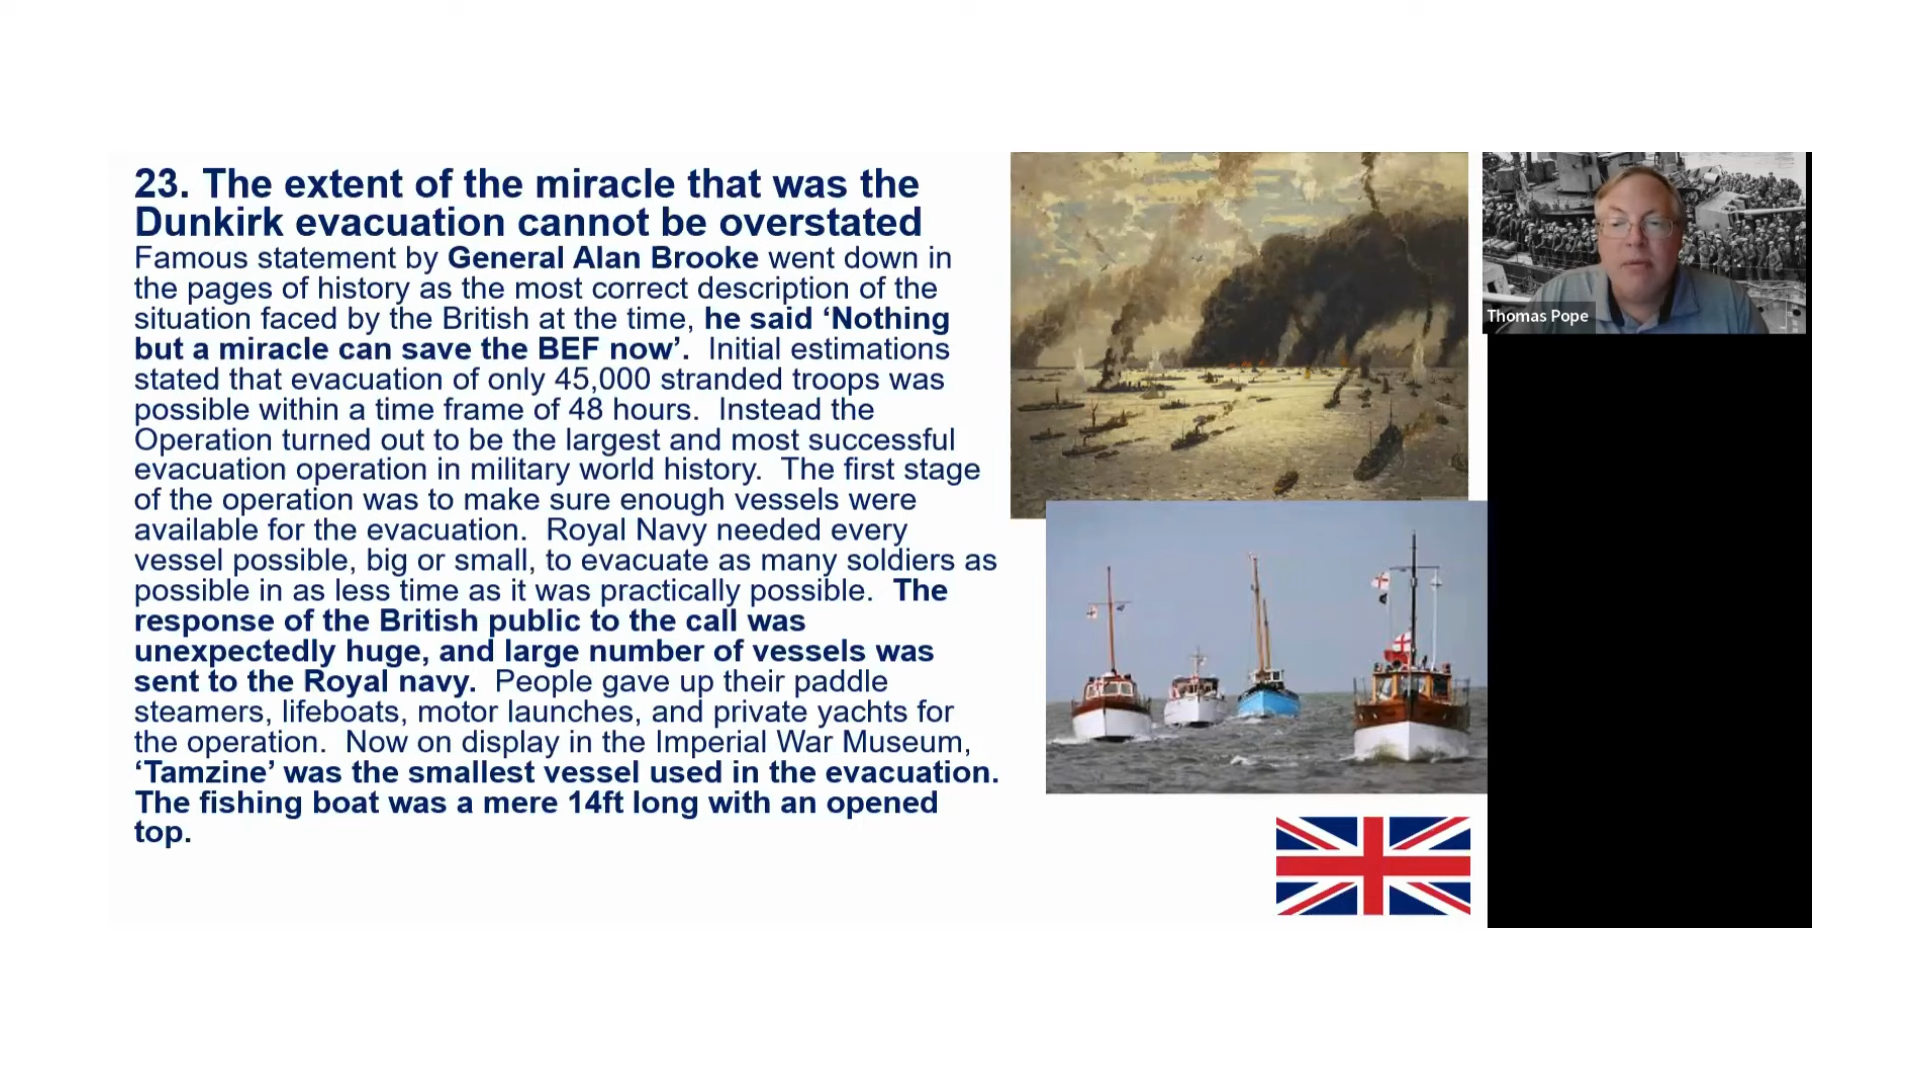 23. The extent of the miracle that was the
Dunkirk evacuation cannot be overstated
Famous statement by General Alan Brooke went down in
the pages of history as the most correct description of the
situation faced by the British at the time, he said ‘Nothing
but a miracle can save the BEF now’.  Initial estimations
stated that evacuation of only 45,000 stranded troops was
possible within a time frame of 48 hours.  Instead the
Operation turned out to be the largest and most successful
evacuation operation in military world history.  The first stage
of the operation was to make sure enough vessels were
available for the evacuation.  Royal Navy needed every
vessel possible, big or small, to evacuate as many soldiers as
possible in as less time as it was practically possible.  The
response of the British public to the call was
unexpectedly huge, and large number of vessels was
sent to the Royal navy.  People gave up their paddle
steamers, lifeboats, motor launches, and private yachts for
the operation.  Now on display in the Imperial War Museum,
‘Tamzine’ was the smallest vessel used in the evacuation.
The fishing boat was a mere 14ft long with an opened
top.
Thomas Pope